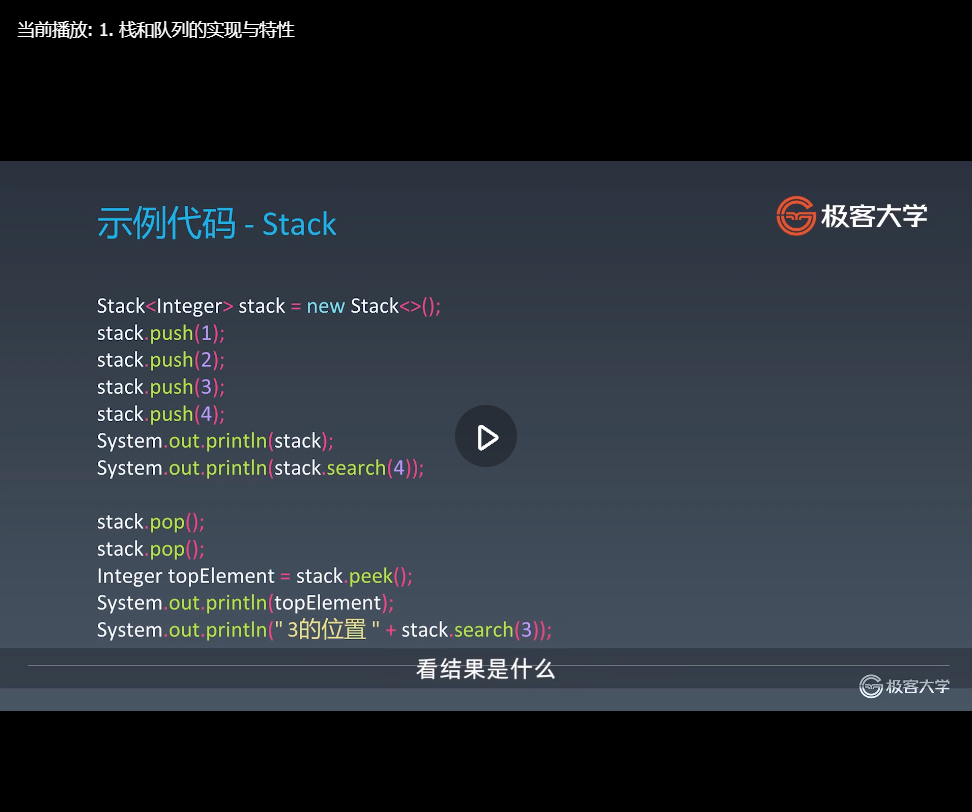 当前播放: 1. 栈和队列的实现与特性
示例代码 - Stack
极客大学
Stack<Integer> stack = new Stack<>();
stack.push(1);
stack.push(2);
stack.push(3);
stack.push(4);
System.out.println(stack);
System.out.println(stack.search(4));
stack.pop();
stack.pop();
Integer topElement = stack.peek();
System.out.println(topElement);
System.out.println(" 3的位置 " + stack.search(3));
看结果是什么
极客大学